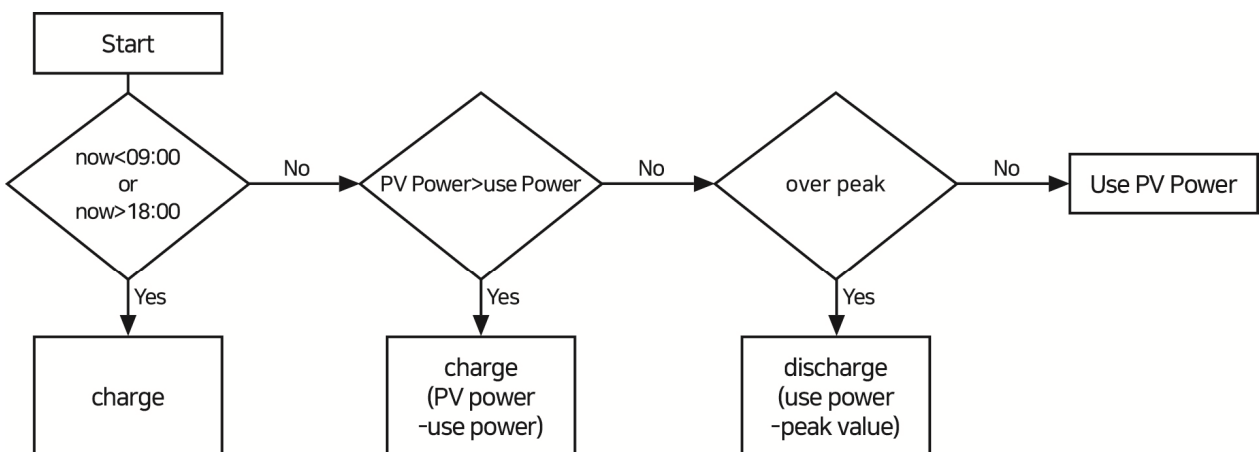 Start
now<09:00
or
now>18:00
No
PV Power>use Power
No
over peak
No
Use PV Power
Yes
Yes
Yes
charge
charge
(PV power
-use power)
discharge
(use power
-peak value)